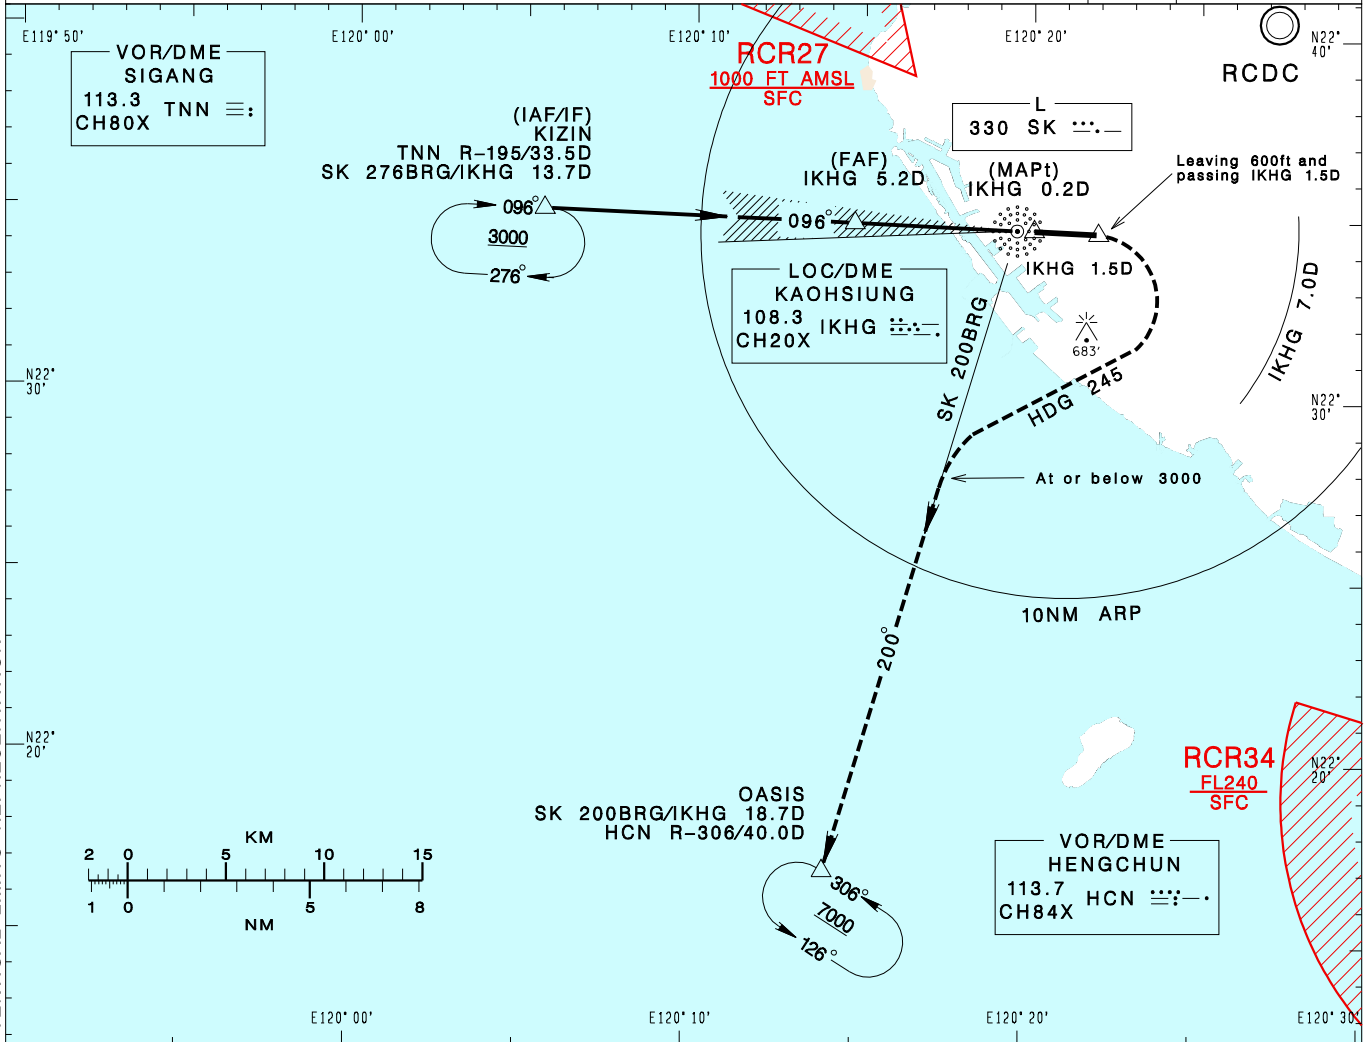 E119°50'
E120°00'
E120°10'
E120°20'
N22°
40'
VOR/DME
SIGANG
113.3
CH80X
TNN
RCR27
1000 FT AMSL
SFC
RCDC
L
330 SK
(IAF/IF)
KIZIN
TNN R-195/33.5D
SK 276BRG/IKHG 13.7D
(FAF)
IKHG 5.2D
(MAPt)
IKHG 0.2D
Leaving 600ft and
passing IKHG 1.5D
096°
3000
276°
096°
IKHG 1.5D
LOC/DME
KAOHSIUNG
108.3
CH20X
IKHG
683'
IKHG 7.0D
SK 200BRG
HDG 245
N22°
30'
N22°
30'
At or below 3000
10NM ARP
200°
N22°
20'
RCR34
FL240
SFC
N22°
20'
OASIS
SK 200BRG/IKHG 18.7D
HCN R-306/40.0D
306°
7000
126°
VOR/DME
HENGCHUN
113.7
CH84X
HCN
KM
2 0 5 10 15
1 0 5 8
NM
E120°00'
E120°10'
E120°20'
E120°30'